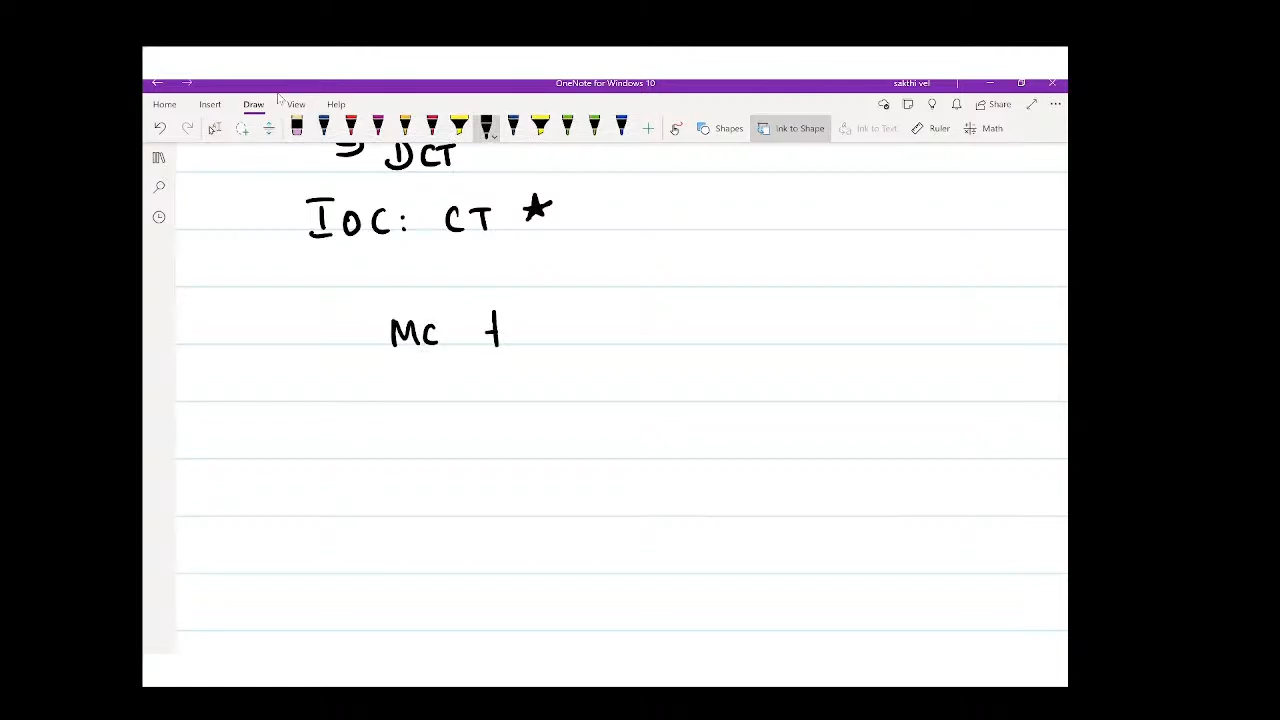 OneNote for Windows 10 sakthi vel
Home Insert Draw View Help Share
Shapes Ink to Shape Ink to Text Ruler Math
DCT
IOC: CT ★
MC t